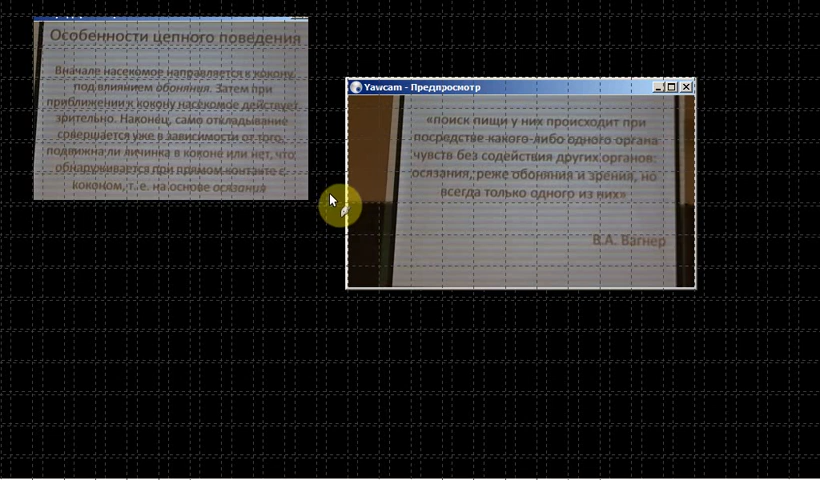 Особенности цепного поведения
Вначале насекомое направляется к кокону
под влиянием обоняния. Затем при
приближении к кокону насекомое действует
зрительно. Наконец, само откладывание
совершается уже в зависимости от того,
подвижна ли личинка в коконе или нет, что
обнаруживается при прямом контакте с
коконом, т. е. на основе осязания
Yawcam - Предпросмотр
«поиск пищи у них происходит при
посредстве какого-либо одного органа
чувств без содействия других органов:
осязания, реже обоняния и зрения, но
всегда только одного из них»
В.А. Вагнер